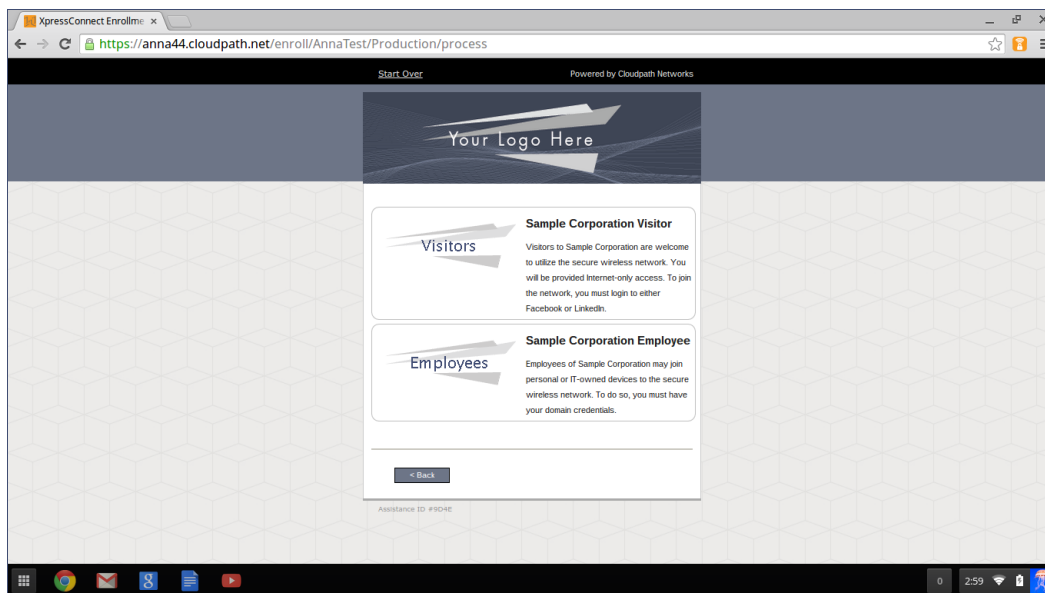 XpressConnect Enrollme
https://anna44.cloudpath.net/enroll/AnnaTest/Production/process
Start Over
Powered by Cloudpath Networks
Your Logo Here
Visitors
Sample Corporation Visitor
Visitors to Sample Corporation are welcome
to utilize the secure wireless network. You
will be provided Internet-only access. To join
the network, you must login to either
Facebook or LinkedIn.
Employees
Sample Corporation Employee
Employees of Sample Corporation may join
personal or IT-owned devices to the secure
wireless network. To do so, you must have
your domain credentials.
< Back
Assistance ID #9D4E
8
0
2:59